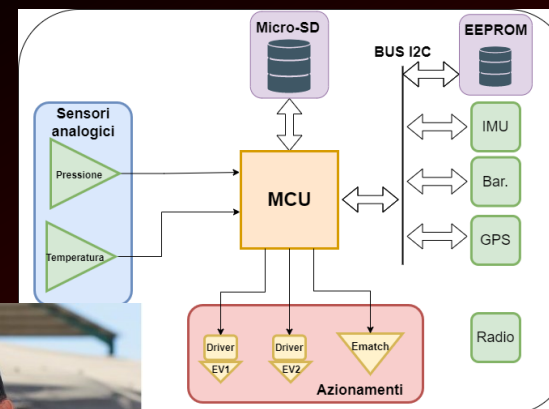 Micro-SD
EEPROM
BUS I2C
Sensori
analogici
IMU
Pressione
Bar.
MCU
GPS
Temperatura
Driver
Driver
Ematch
Radio
EV1
EV2
Azionamenti